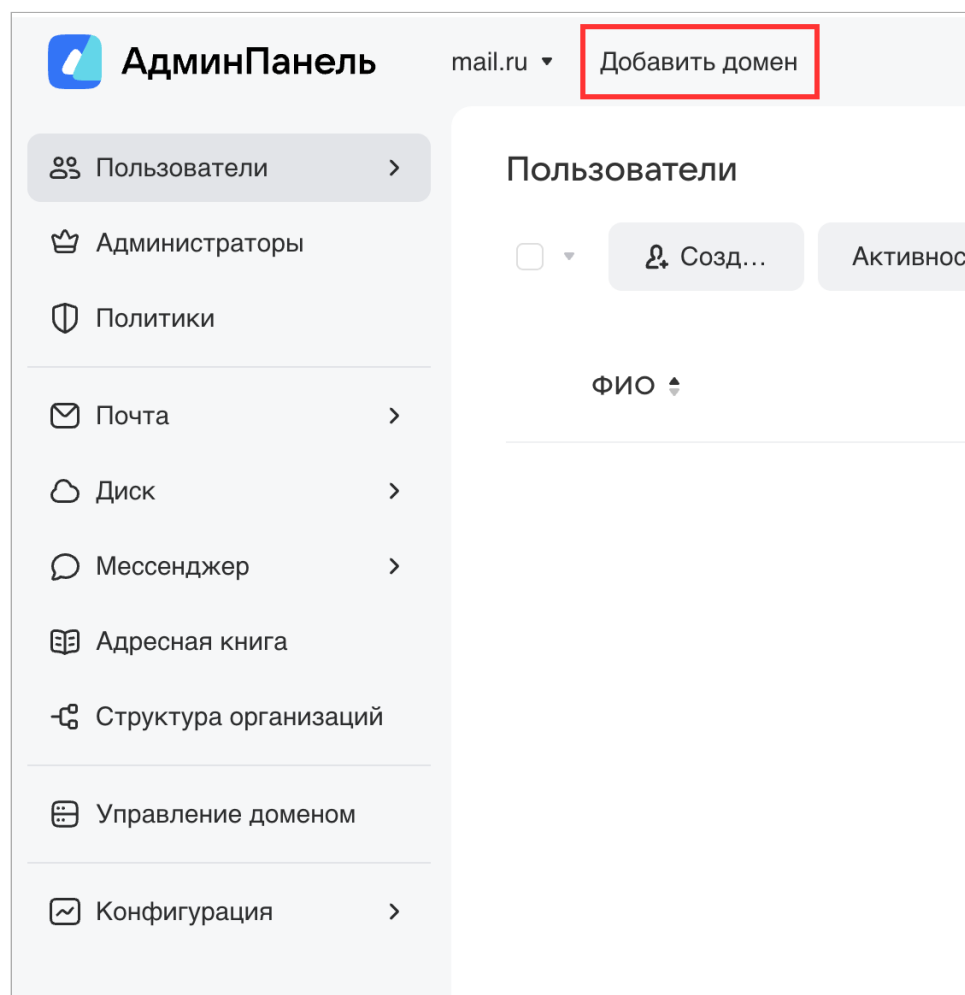 АдминПанель
mail.ru
Добавить домен
Пользователи
Администраторы
Политики
Почта
Диск
Мессенджер
Адресная книга
Структура организаций
Управление доменом
Конфигурация
Пользователи
Созд...
Активнос
ФИО